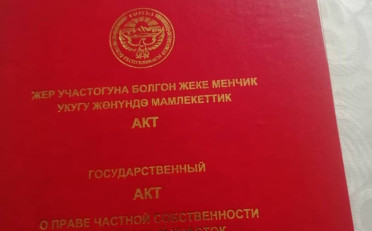 ЖЕР УЧАСТОГУНА БОЛГОН ЖЕКЕ МЕНЧИК
УКУГУ ЖӨНҮНДӨ МАМЛЕКЕТТИК
АКТ
ГОСУДАРСТВЕННЫЙ
АКТ
О ПРАВЕ ЧАСТНОЙ СОБСТВЕННОСТИ